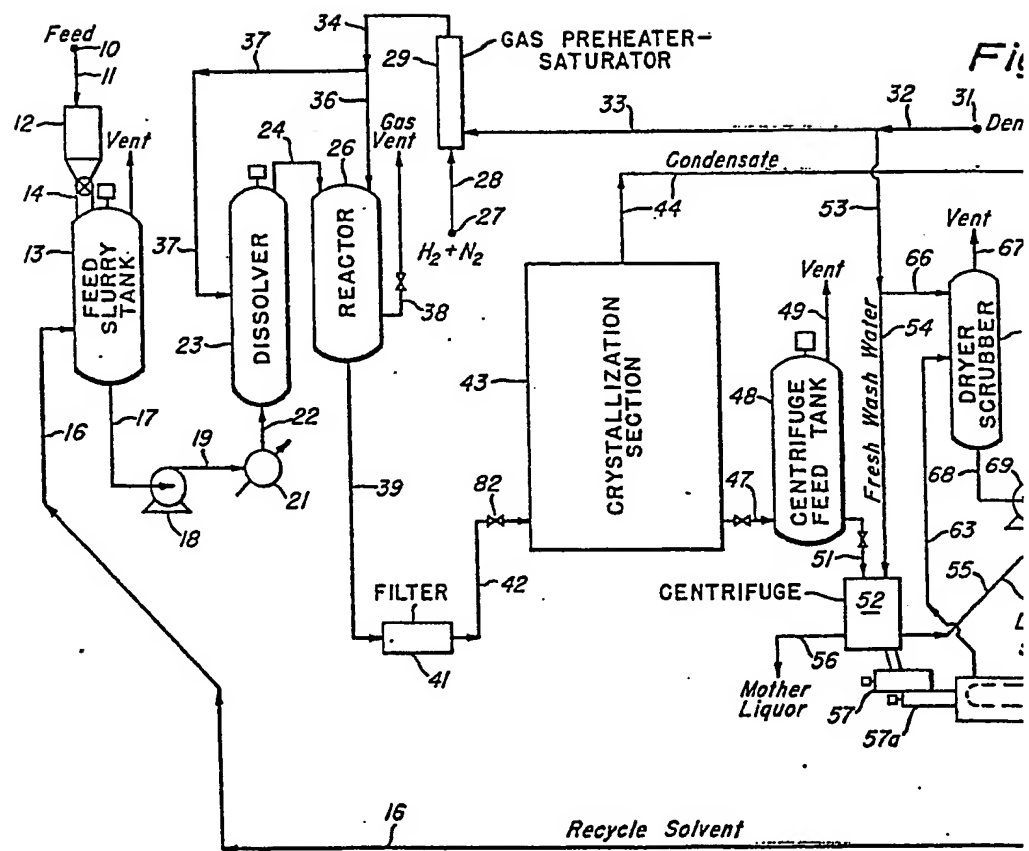 Feed
10
11
12
Vent
14
13
FEED
SLURRY
TANK
16
17
19
18
21
22
37
37
23
DISSOLVER
24
34
36
26
REACTOR
Gas
Vent
38
29
GAS PREHEATER-
SATURATOR
28
27
H₂ + N₂
33
32
31
Den
Fig
Condensate
44
53
43
CRYSTALLIZATION
SECTION
39
82
42
FILTER
41
47
48
49
Vent
CENTRIFUGE
FEED TANK
51
Fresh Wash Water
54
66
Vent
67
DRYER
SCRUBBER
68
69
63
55
CENTRIFUGE
52
56
Mother
Liquor
57
57a
16
Recycle Solvent